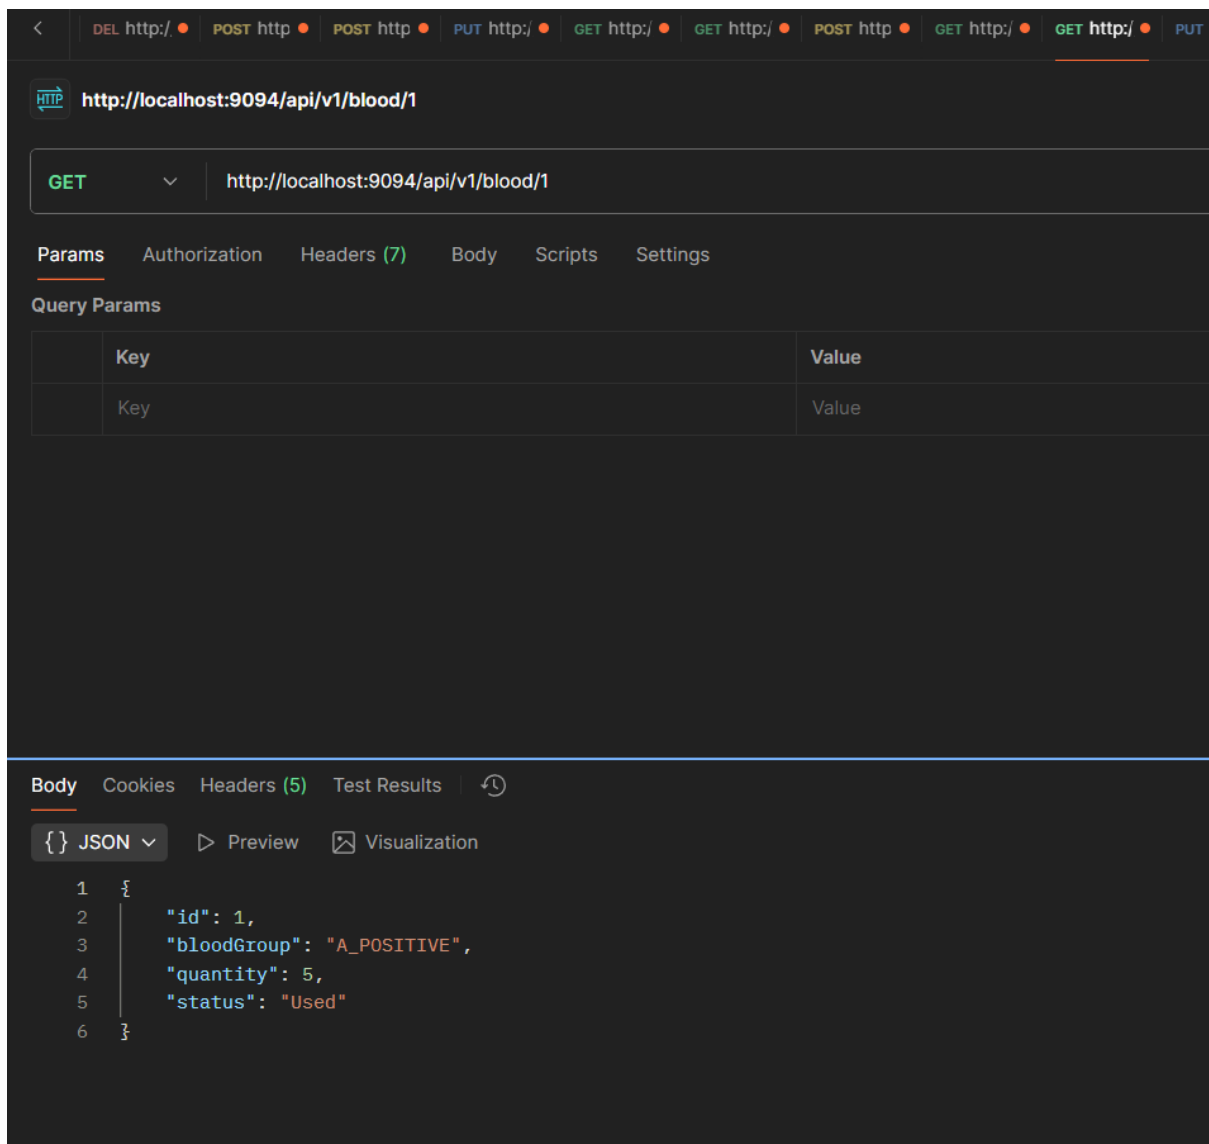 DEL http:/ POST http POST http PUT http:/ GET http:/ GET http:/ POST http GET http:/ GET http:/ PUT
HTTP http://localhost:9094/api/v1/blood/1
GET http://localhost:9094/api/v1/blood/1
Params Authorization Headers (7) Body Scripts Settings
Query Params
Key Value
Key Value
Body Cookies Headers (5) Test Results
{} JSON Preview Visualization
1 {
2 "id": 1,
3 "bloodGroup": "A_POSITIVE",
4 "quantity": 5,
5 "status": "Used"
6 }